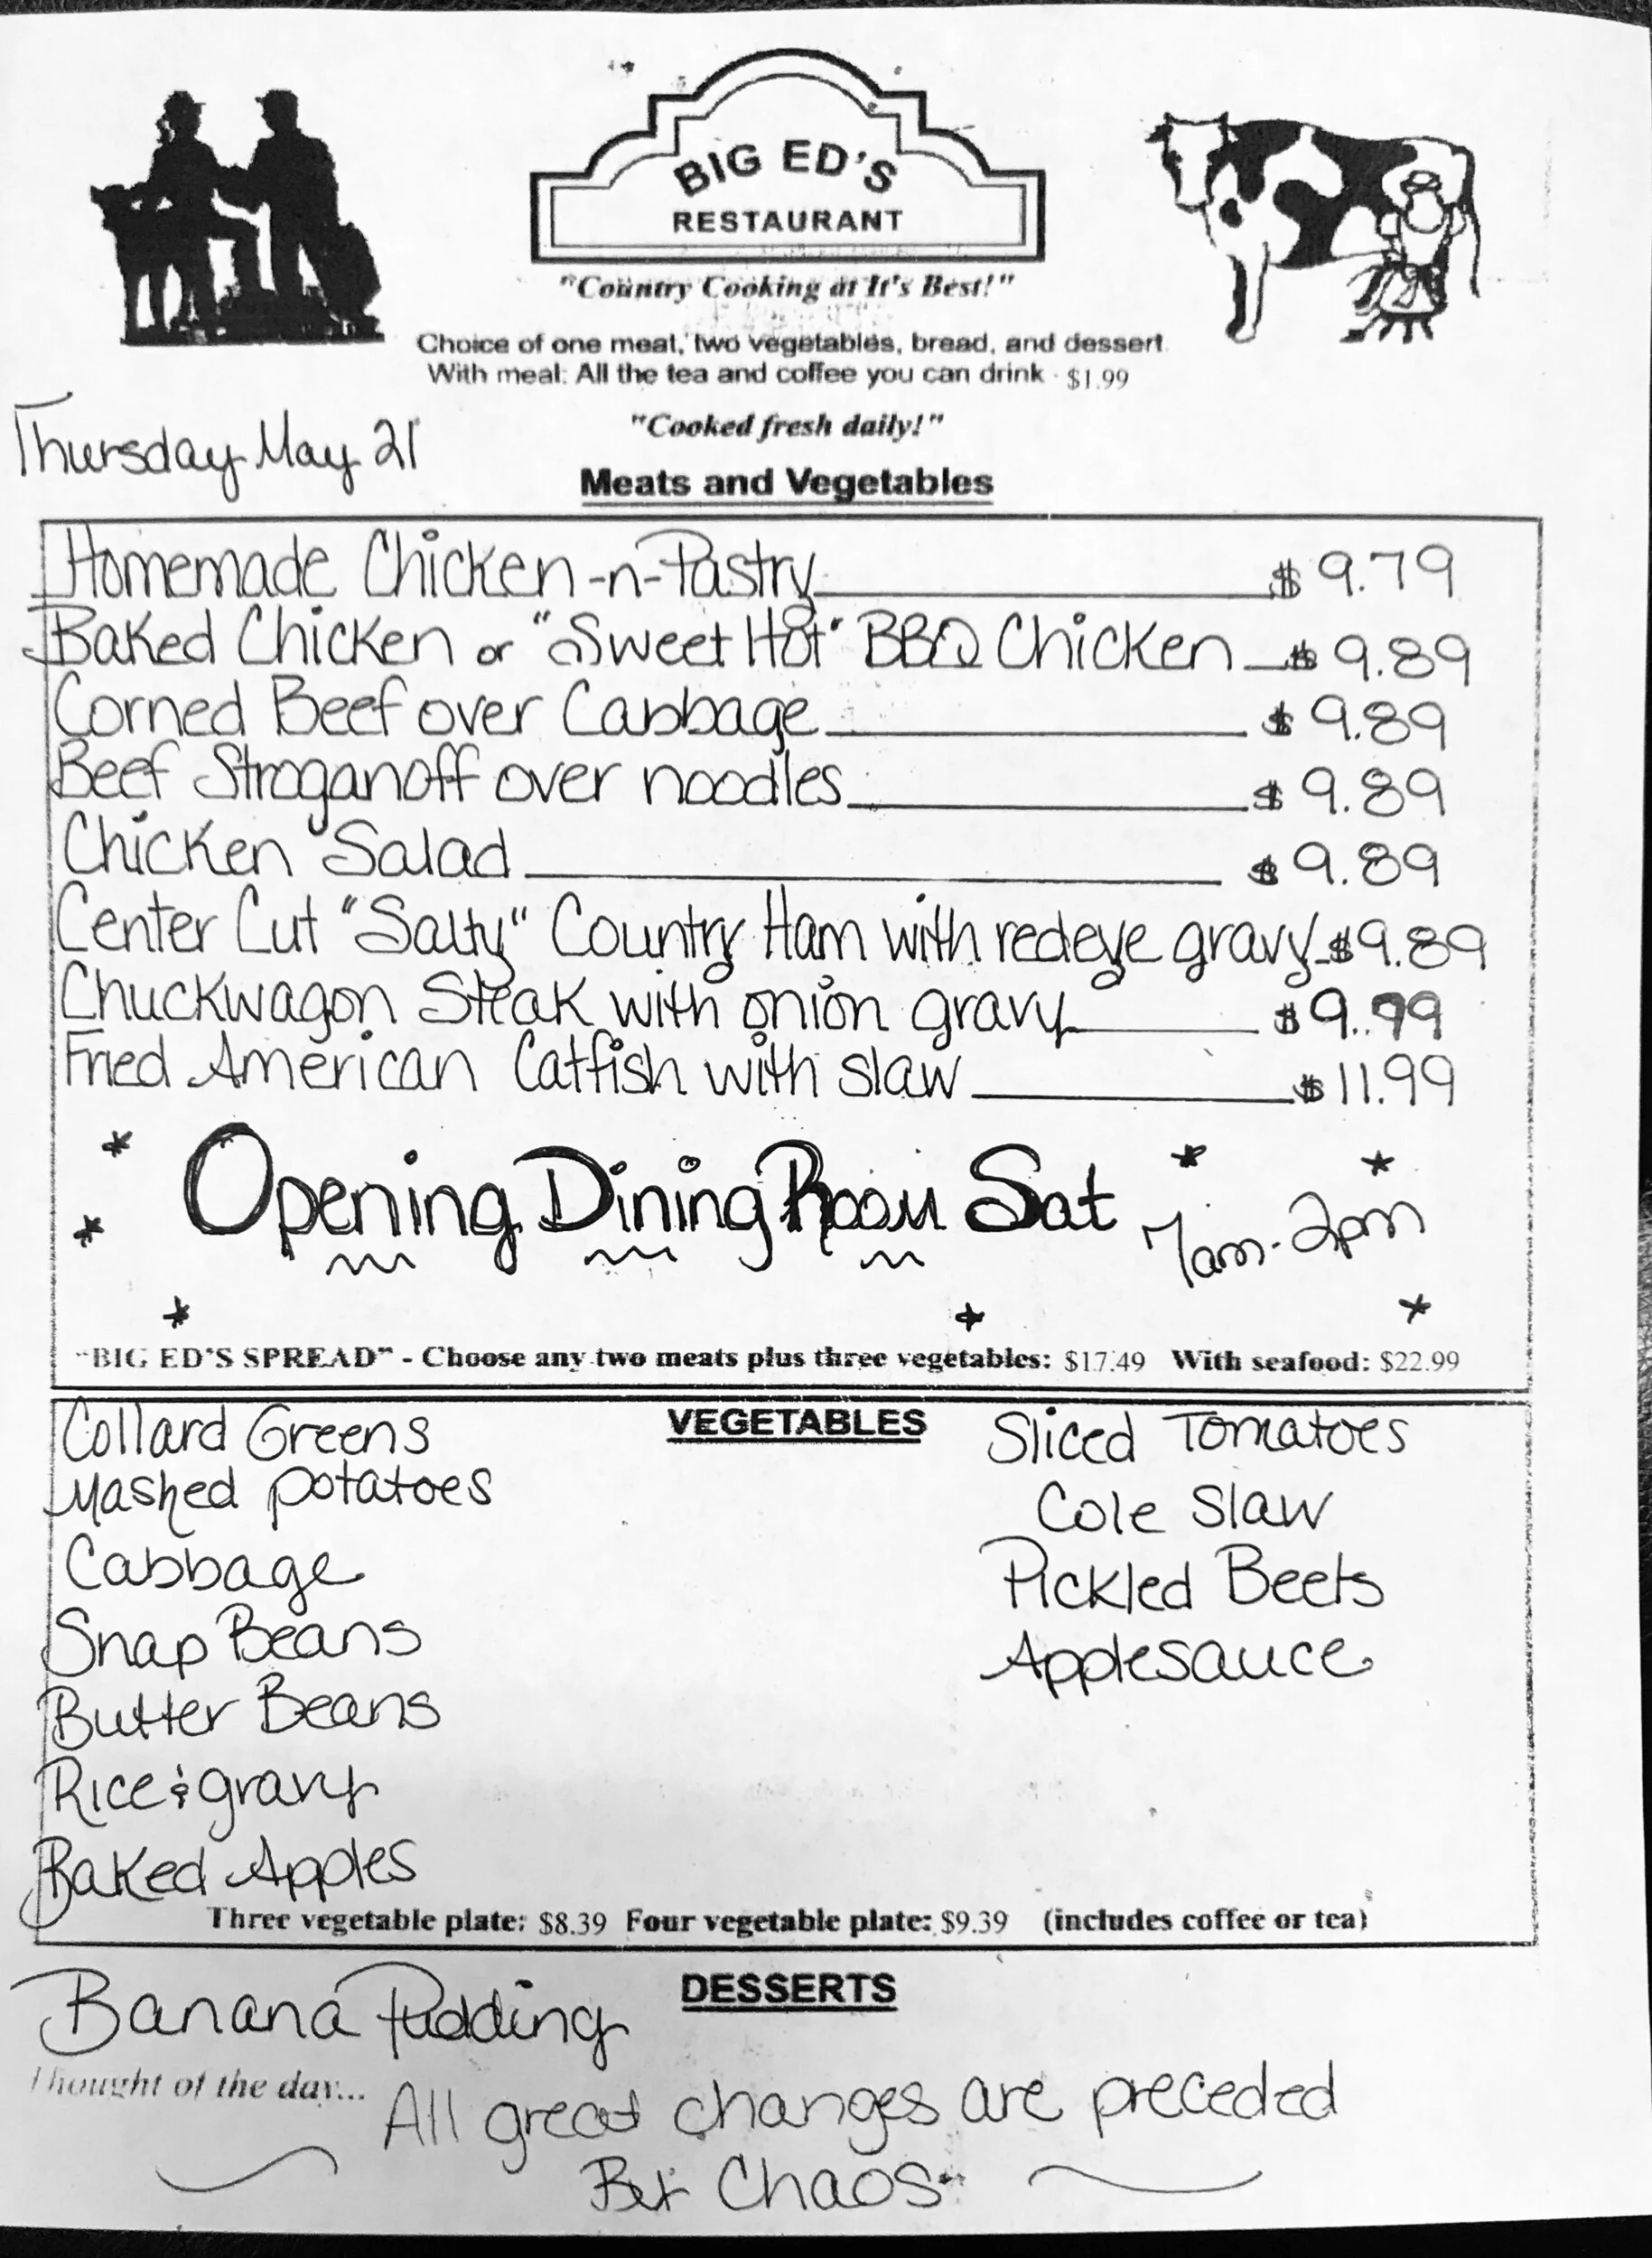 BIG ED'S
RESTAURANT
"Country Cooking at It's Best!"
Choice of one meat, two vegetables, bread, and dessert
With meal: All the tea and coffee you can drink - $1.99
"Cooked fresh daily!"
Thursday May 21
Meats and Vegetables
Homemade Chicken-n-Pastry $9.79
Baked Chicken or "Sweet Hot" BBQ Chicken $9.89
Corned Beef over Cabbage $9.89
Beef Stroganoff over noodles $9.89
Chicken Salad $9.89
Center Cut "Salty" Country Ham with redeye gravy $9.89
Chuckwagon Steak with onion gravy $9.99
Fried American Catfish with slaw $11.99
Opening Dining Room Sat 7am-2pm
"BIG ED'S SPREAD" - Choose any two meats plus three vegetables: $17.49 With seafood: $22.99
VEGETABLES
Collard Greens
Mashed potatoes
Cabbage
Snap Beans
Butter Beans
Rice & gravy
Baked Apples
Sliced Tomatoes
Cole Slaw
Pickled Beets
Applesauce
Three vegetable plate: $8.39 Four vegetable plate: $9.39 (includes coffee or tea)
DESSERTS
Banana Pudding
Thought of the day...
All great changes are preceded
Chaos